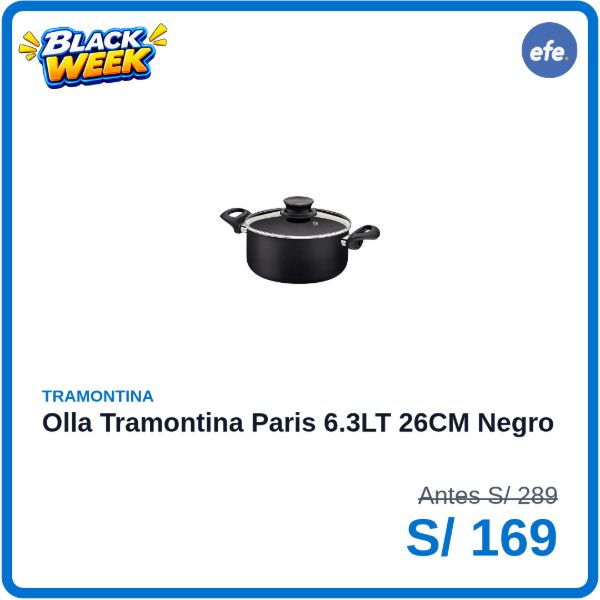 BLACK
WEEK
efe.
TRAMONTINA
Olla Tramontina Paris 6.3LT 26CM Negro
Antes S/ 289
S/ 169